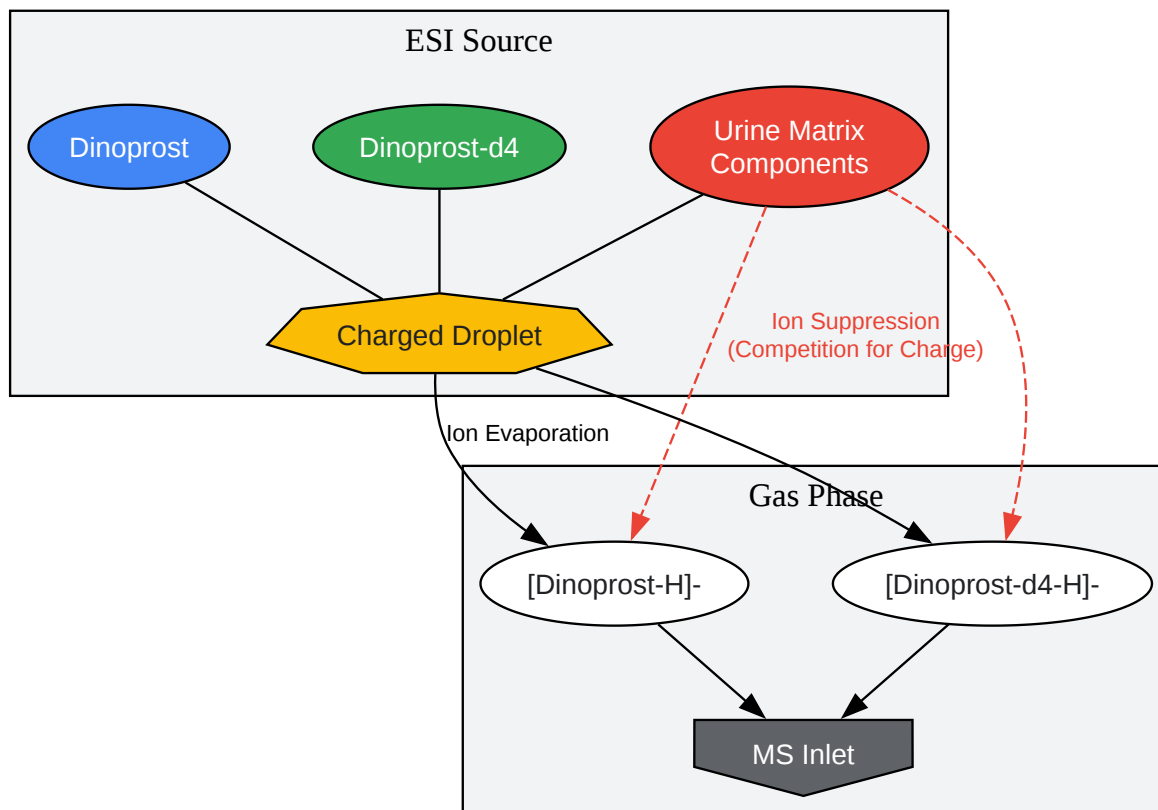 ESI Source
Dinoprost
Dinoprost-d4
Urine Matrix
Components
Charged Droplet
Ion Suppression
(Competition for Charge)
Ion Evaporation
Gas Phase
[Dinoprost-H]-
[Dinoprost-d4-H]-
MS Inlet